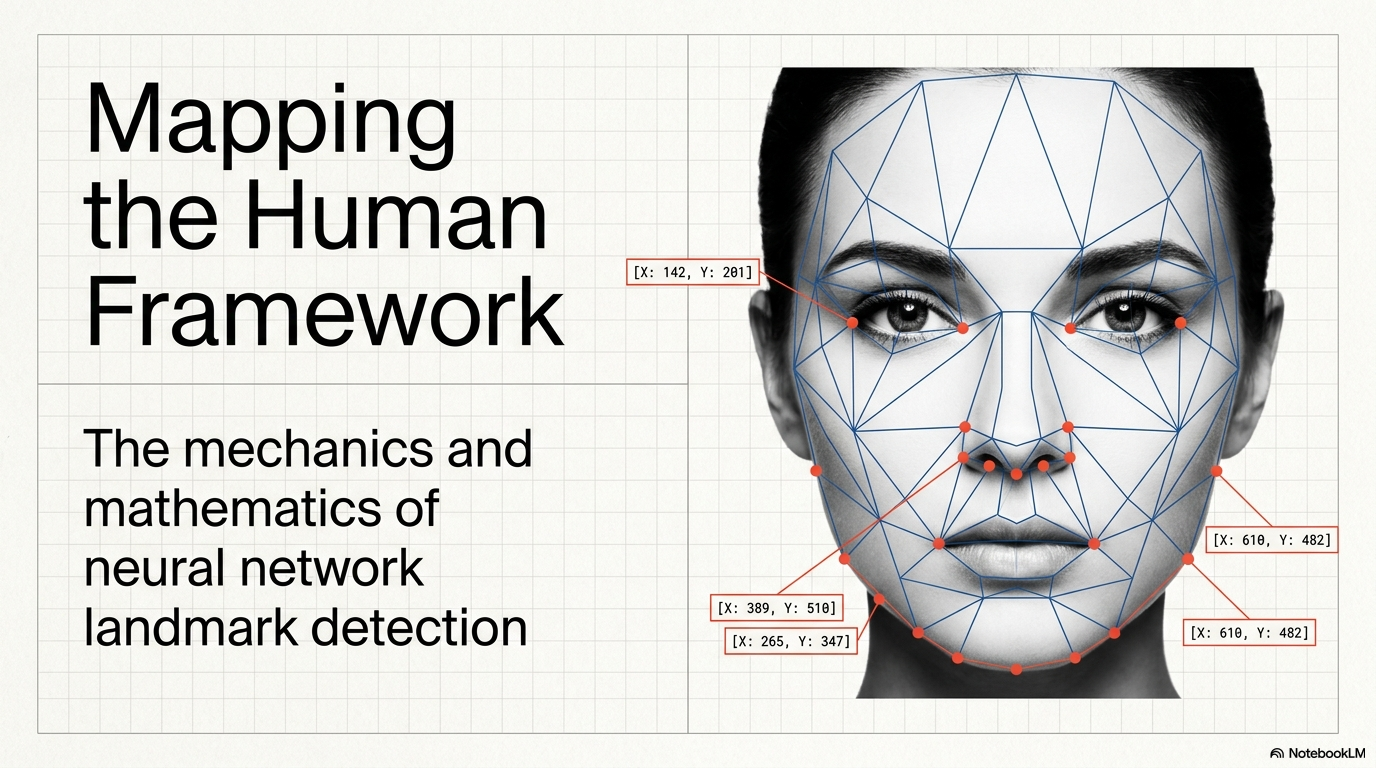 Mapping
the Human
Framework
The mechanics and
mathematics of
neural network
landmark detection
[X: 142, Y: 201]
[X: 610, Y: 482]
[X: 389, Y: 510]
[X: 265, Y: 347]
[X: 610, Y: 482]
NotebookLM